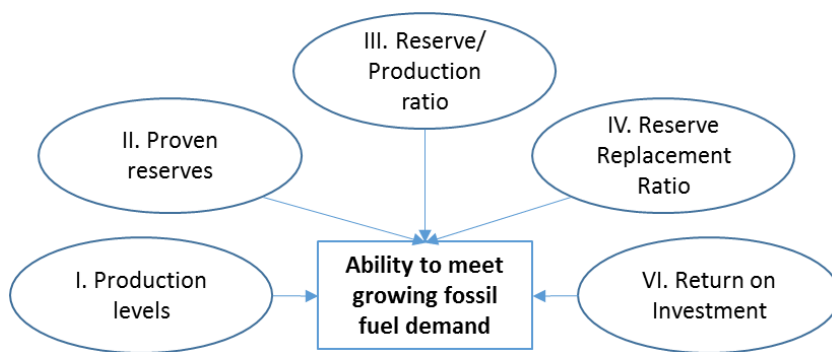 III. Reserve/
Production
ratio
II. Proven
reserves
IV. Reserve
Replacement
Ratio
I. Production
levels
Ability to meet
growing fossil
fuel demand
VI. Return on
Investment